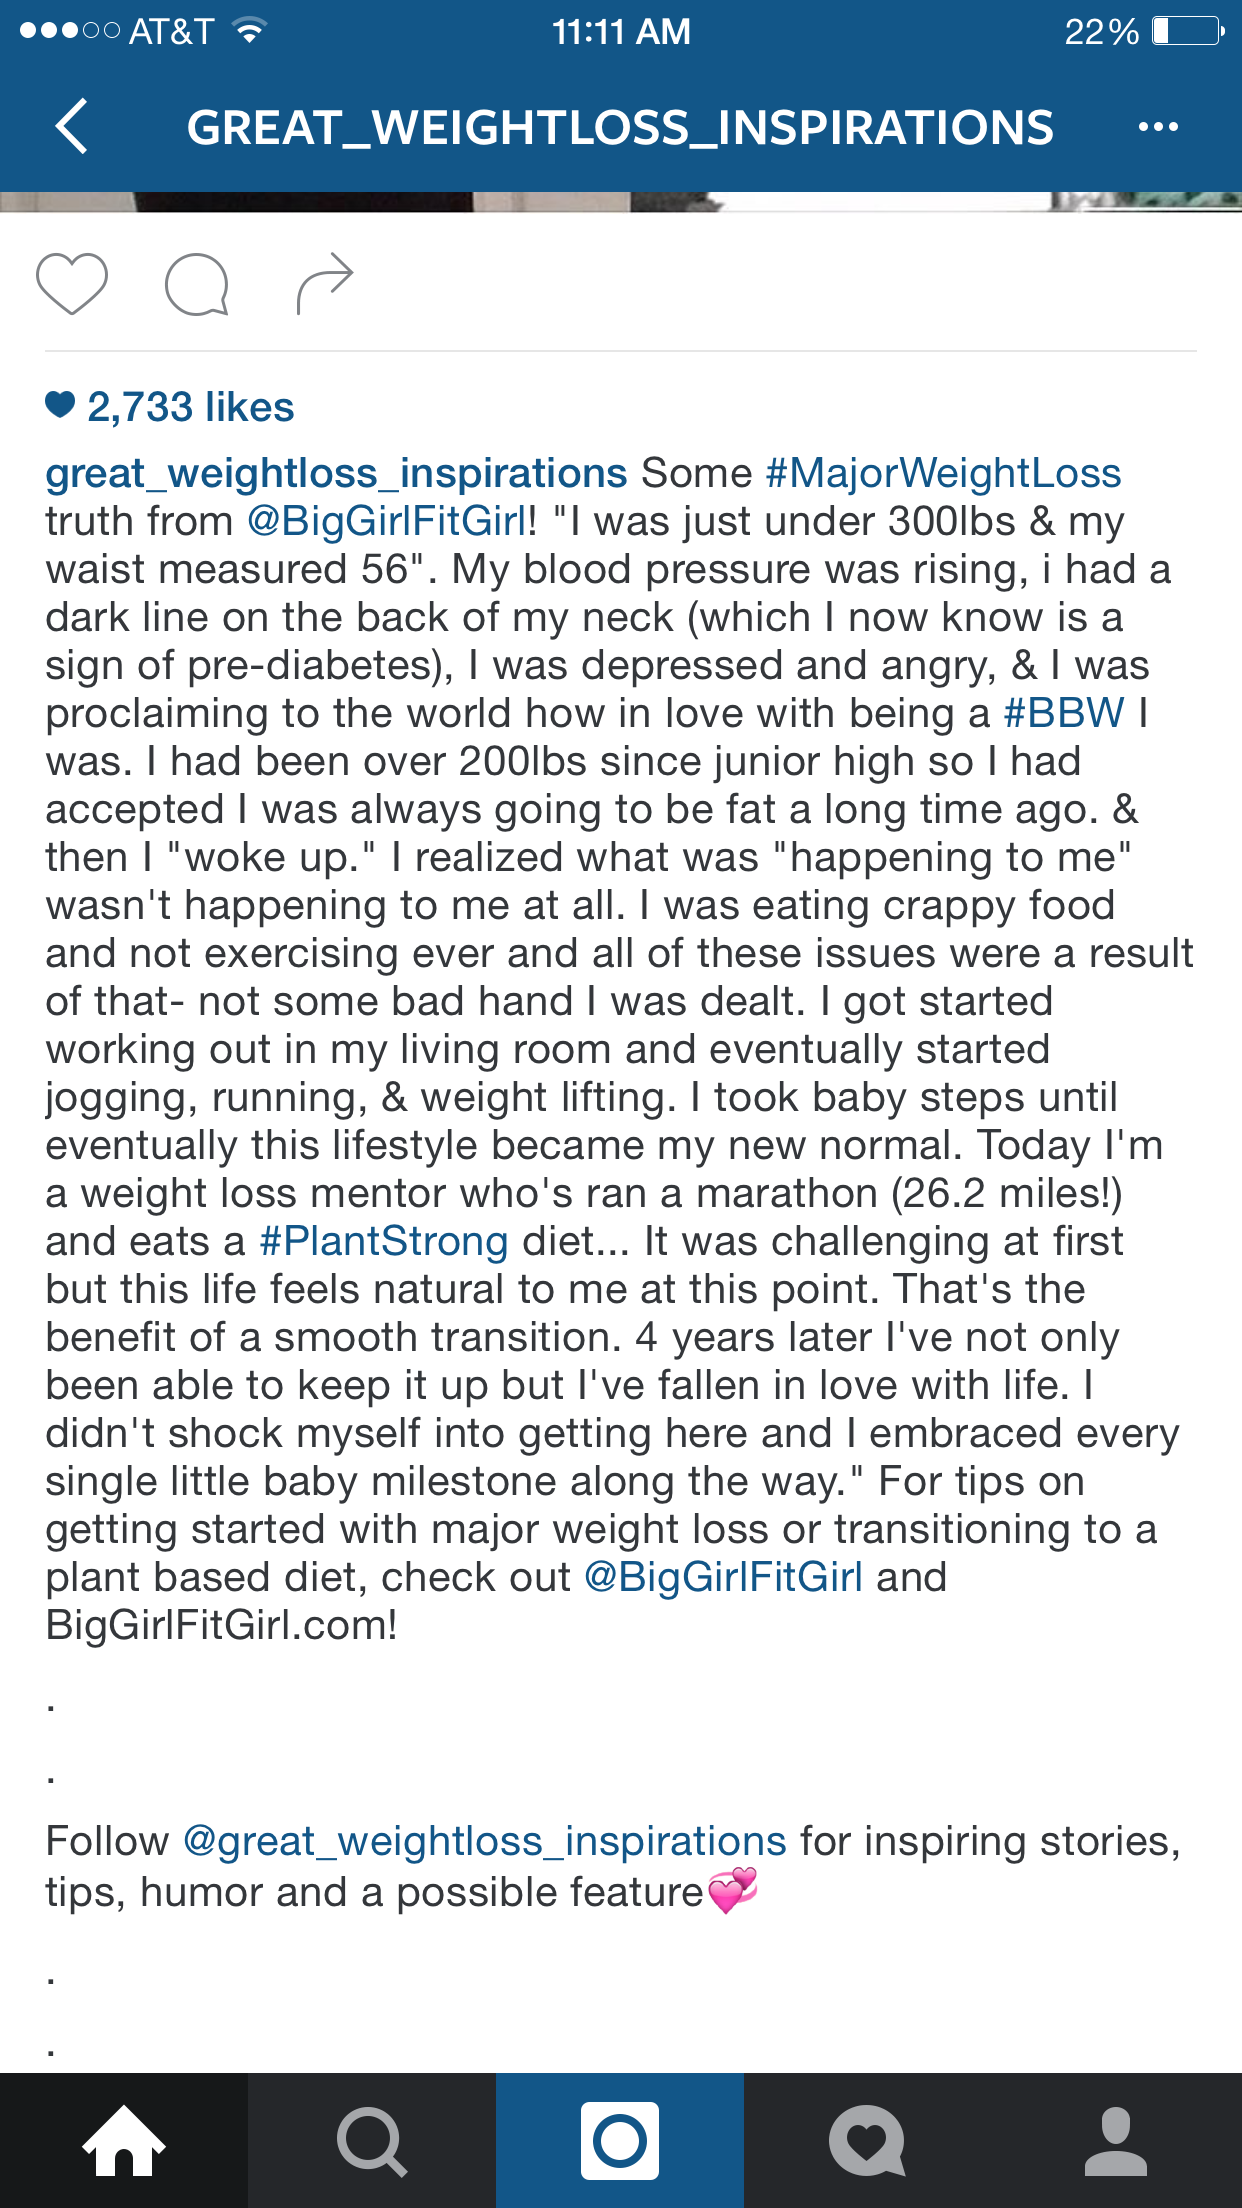 AT&T 11:11 AM 22%
GREAT_WEIGHTLOSS_INSPIRATIONS
2,733 likes
great_weightloss_inspirations Some #MajorWeightLoss
truth from @BigGirlFitGirl! "I was just under 300lbs & my
waist measured 56". My blood pressure was rising, i had a
dark line on the back of my neck (which I now know is a
sign of pre-diabetes), I was depressed and angry, & I was
proclaiming to the world how in love with being a #BBW I
was. I had been over 200lbs since junior high so I had
accepted I was always going to be fat a long time ago. &
then I "woke up." I realized what was "happening to me"
wasn't happening to me at all. I was eating crappy food
and not exercising ever and all of these issues were a result
of that- not some bad hand I was dealt. I got started
working out in my living room and eventually started
jogging, running, & weight lifting. I took baby steps until
eventually this lifestyle became my new normal. Today I'm
a weight loss mentor who's ran a marathon (26.2 miles!)
and eats a #PlantStrong diet... It was challenging at first
but this life feels natural to me at this point. That's the
benefit of a smooth transition. 4 years later I've not only
been able to keep it up but I've fallen in love with life. I
didn't shock myself into getting here and I embraced every
single little baby milestone along the way." For tips on
getting started with major weight loss or transitioning to a
plant based diet, check out @BigGirlFitGirl and
BigGirlFitGirl.com!
.
.
Follow @great_weightloss_inspirations for inspiring stories,
tips, humor and a possible feature💞
.
.